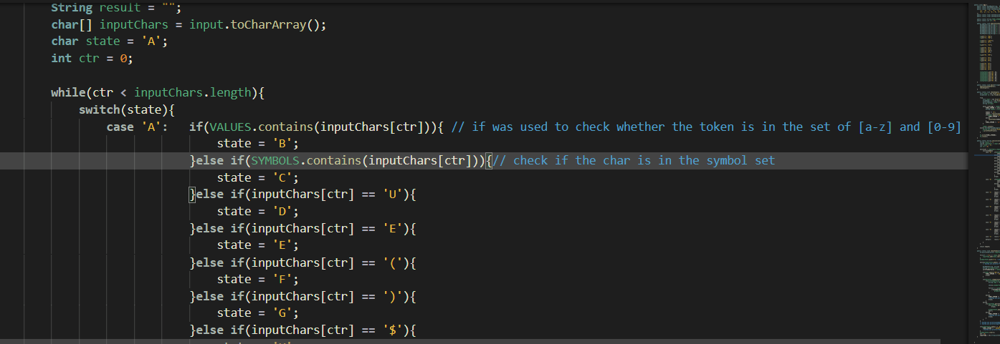 String result = "";
char[] inputChars = input.toCharArray();
char state = 'A';
int ctr = 0;
while(ctr < inputChars.length){
switch(state){
case 'A': if(VALUES.contains(inputChars[ctr])){ // if was used to check whether the token is in the set of [a-z] and [0-9]
state = 'B';
}else if(SYMBOLS.contains(inputChars[ctr])){// check if the char is in the symbol set
state = 'C';
}else if(inputChars[ctr] == 'U'){
state = 'D';
}else if(inputChars[ctr] == 'E'){
state = 'E';
}else if(inputChars[ctr] == '('){
state = 'F';
}else if(inputChars[ctr] == ')'){
state = 'G';
}else if(inputChars[ctr] == '$'){